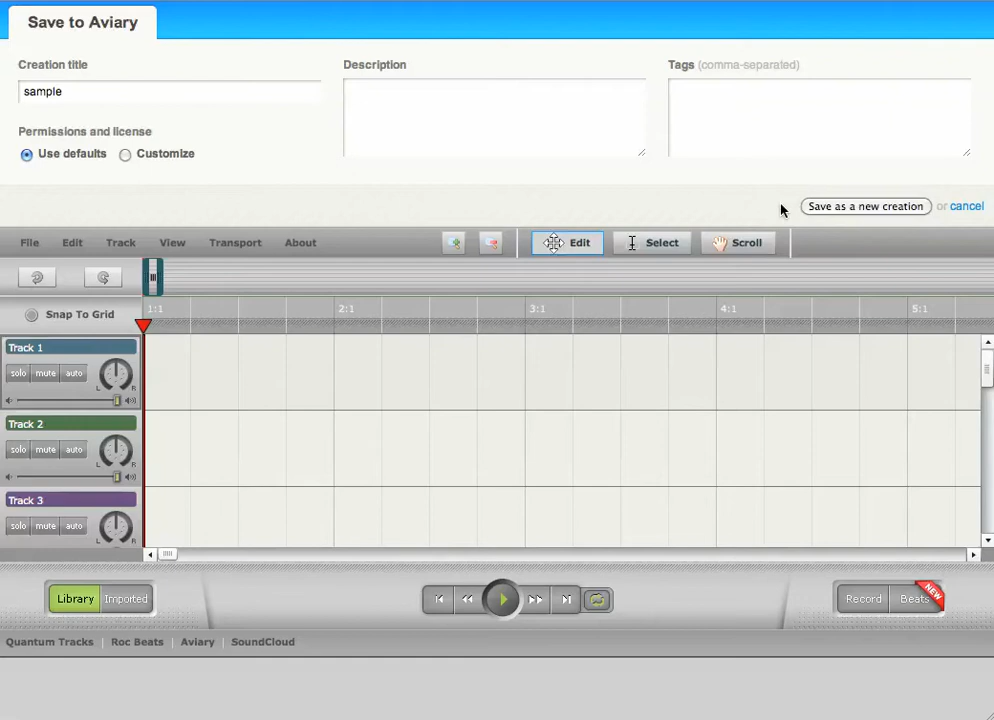 Save to Aviary
Creation title Description Tags (comma-separated)
sample
Permissions and license
Use defaults Customize
Save as a new creation or cancel
File Edit Track View Transport About Edit Select Scroll
Snap To Grid 1:1 2:1 3:1 4:1 5:1
Track 1
solo mute auto
L R
Track 2
solo mute auto
L R
Track 3
solo mute auto
L R
Library Imported Record Beats NEW
Quantum Tracks Roc Beats Aviary SoundCloud